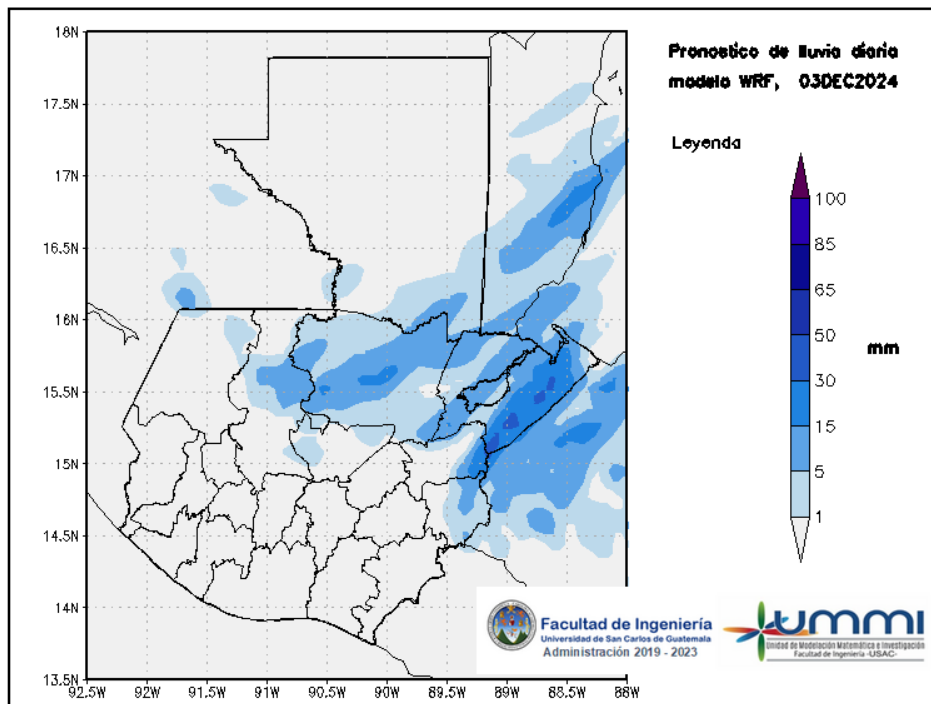 Pronostico de lluvia diaria
modelo WRF, 03DEC2024
Leyenda
100
85
65
50
30
15
5
1
mm
18N
17.5N
17N
16.5N
16N
15.5N
15N
14.5N
14N
13.5N
92.5W
92W
91.5W
91W
90.5W
90W
89.5W
89W
88.5W
88W
Facultad de Ingeniería
Universidad de San Carlos de Guatemala
Administración 2019 - 2023
ummi
Unidad de Modelación Matemática e Investigación
Facultad de Ingeniería -USAC-